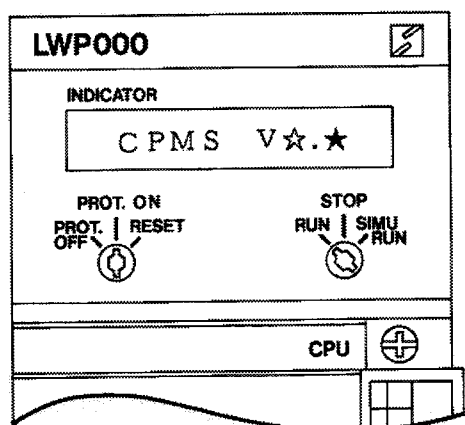 LWP000
INDICATOR
CPMS V☆.★
PROT. ON
PROT. OFF
RESET
STOP
RUN
SIMU RUN
CPU